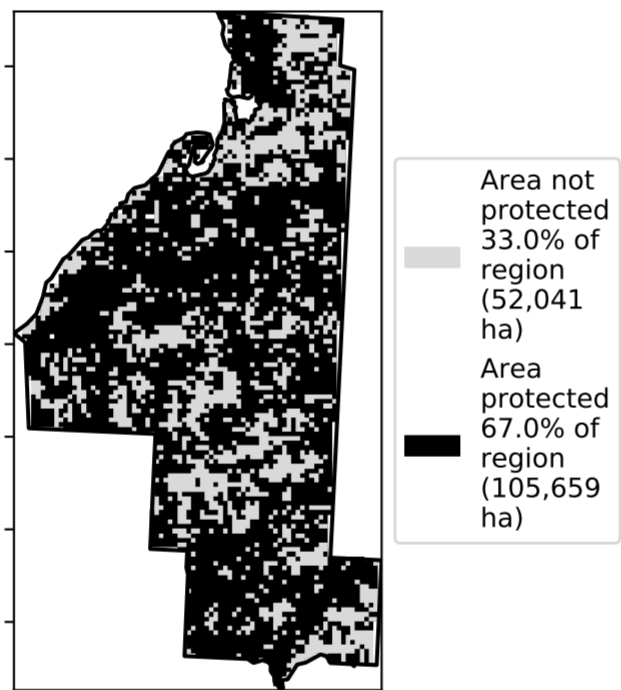 Area not
protected
33.0% of
region
(52,041
ha)
Area
protected
67.0% of
region
(105,659
ha)